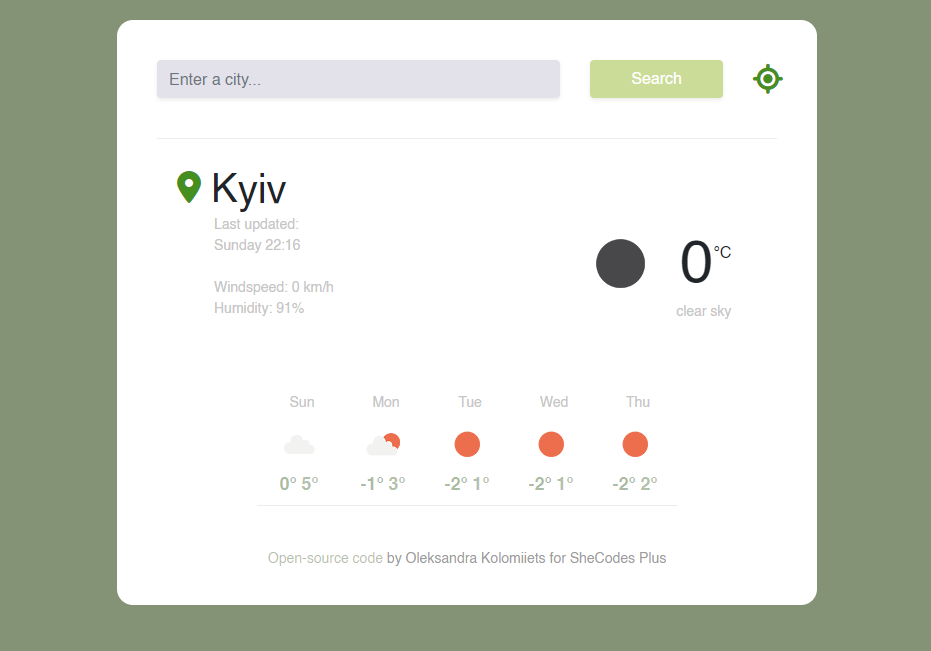 Enter a city...
Search
Kyiv
Last updated:
Sunday 22:16
Windspeed: 0 km/h
Humidity: 91%
0°C
clear sky
Sun Mon Tue Wed Thu
0° 5° -1° 3° -2° 1° -2° 1° -2° 2°
Open-source code by Oleksandra Kolomiiets for SheCodes Plus